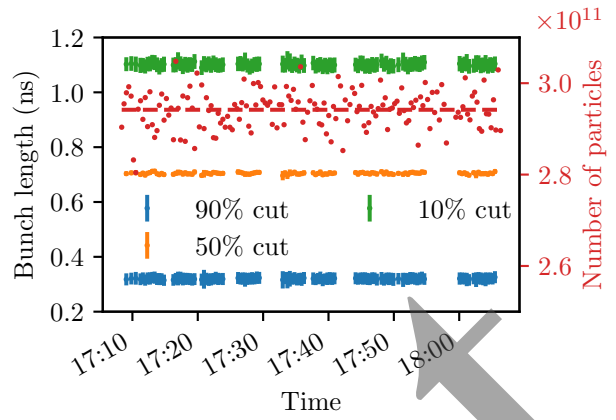 ×10¹¹
1.2
1.0
0.8
0.6
0.4
0.2
Bunch length (ns)
3.0
2.8
2.6
Number of particles
90% cut
10% cut
50% cut
17:10
17:20
17:30
17:40
17:50
18:00
Time